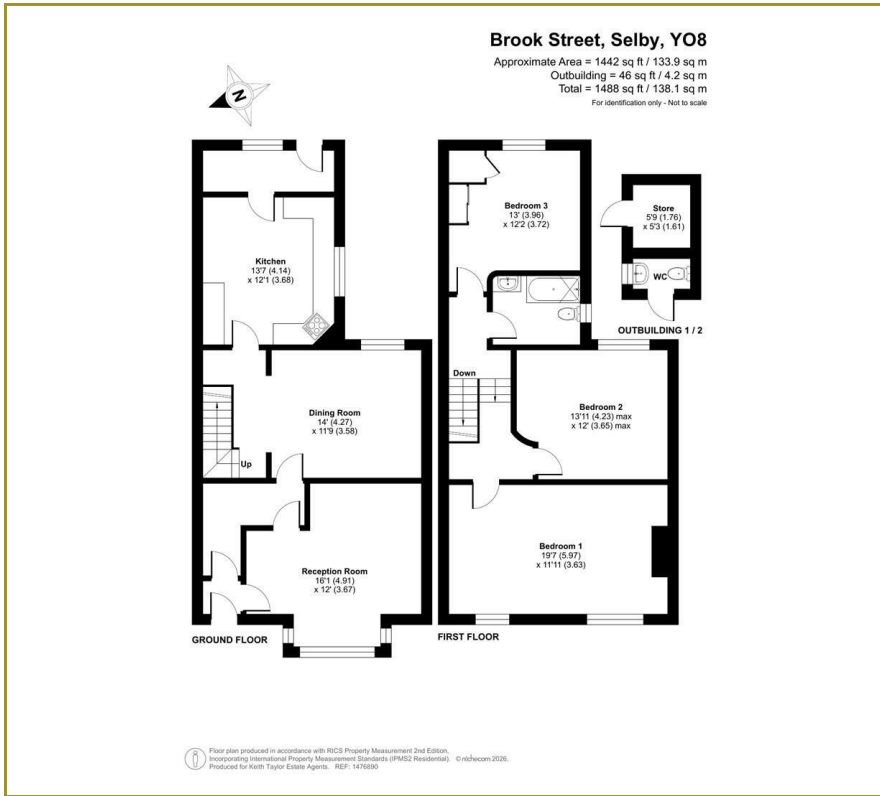 Brook Street, Selby, YO8
Approximate Area = 1442 sq ft / 133.9 sq m
Outbuilding = 46 sq ft / 4.2 sq m
Total = 1488 sq ft / 138.1 sq m
For identification only - Not to scale
N
Kitchen
13'7 (4.14)
x 12'1 (3.68)
Dining Room
14' (4.27)
x 11'9 (3.58)
Up
Reception Room
16'1 (4.91)
x 12' (3.67)
GROUND FLOOR
Bedroom 3
13' (3.96)
x 12'2 (3.72)
Down
Bedroom 2
13'11 (4.23) max
x 12' (3.65) max
Bedroom 1
19'7 (5.97)
x 11'11 (3.63)
FIRST FLOOR
Store
5'9 (1.76)
x 5'3 (1.61)
WC
OUTBUILDING 1 / 2
Floor plan produced in accordance with RICS Property Measurement 2nd Edition,
Incorporating International Property Measurement Standards (IPMS2 Residential). © nichecom 2026.
Produced for Keith Taylor Estate Agents. REF: 1476890